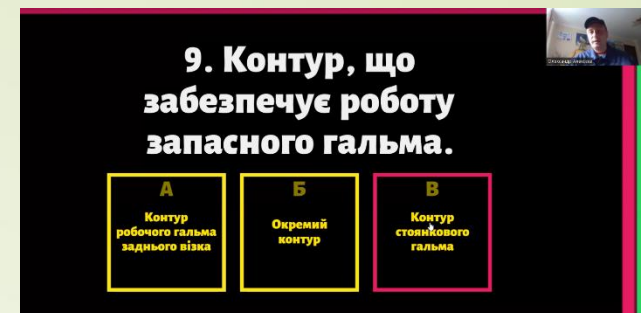 9. Контур, що
забезпечує роботу
запасного гальма.
А
Контур
робочого гальма
заднього візка
Б
Окремий
контур
В
Контур
стоянкового
гальма